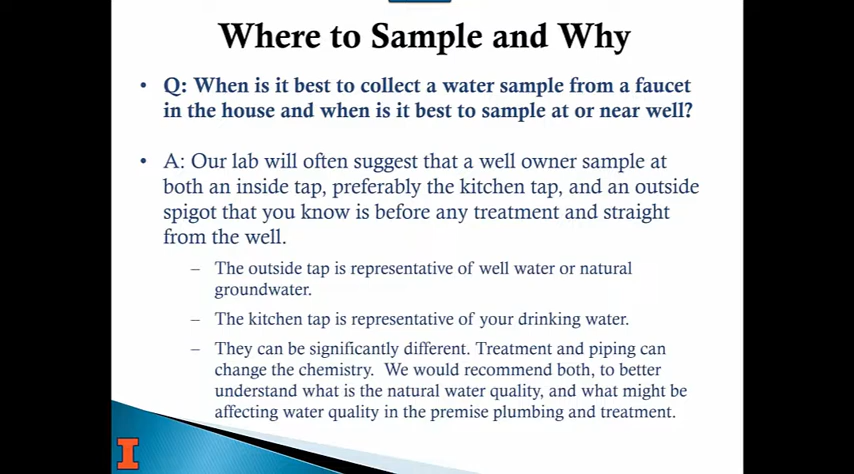 Where to Sample and Why
• Q: When is it best to collect a water sample from a faucet
in the house and when is it best to sample at or near well?
• A: Our lab will often suggest that a well owner sample at
both an inside tap, preferably the kitchen tap, and an outside
spigot that you know is before any treatment and straight
from the well.
– The outside tap is representative of well water or natural
groundwater.
– The kitchen tap is representative of your drinking water.
– They can be significantly different. Treatment and piping can
change the chemistry. We would recommend both, to better
understand what is the natural water quality, and what might be
affecting water quality in the premise plumbing and treatment.
I